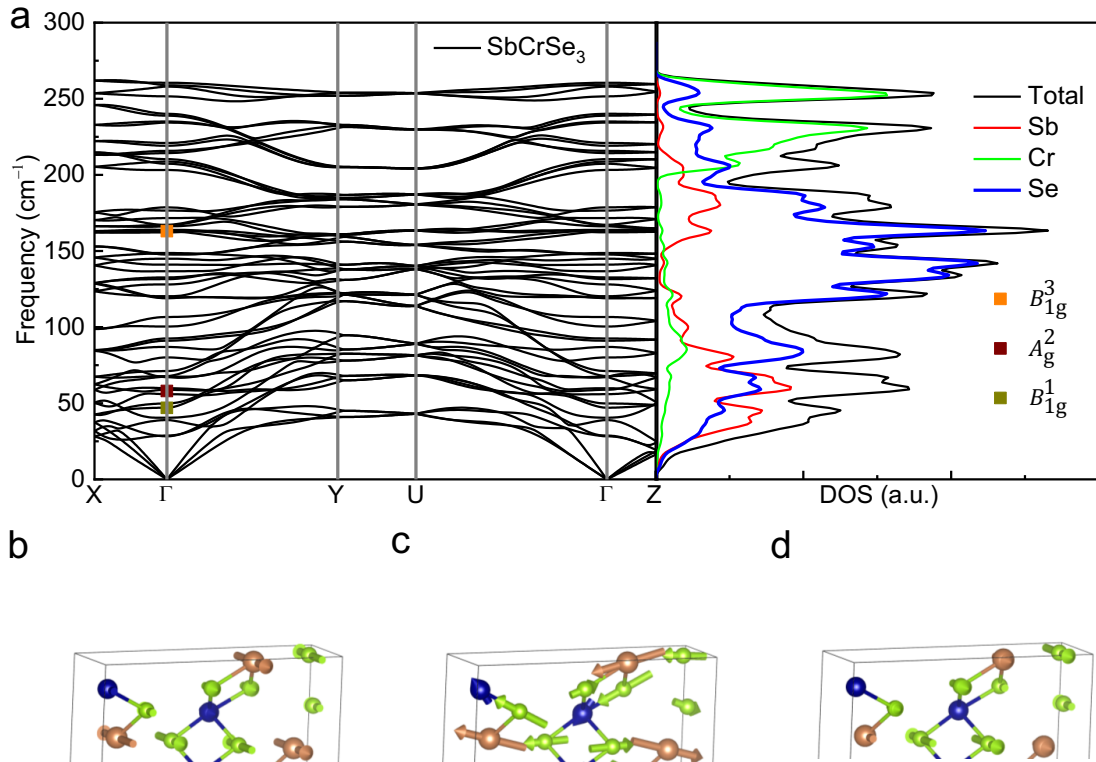 a
300
250
200
150
100
50
0
Frequency (cm⁻¹)
SbCrSe₃
X Γ Y U Γ Z
Total
Sb
Cr
Se
B³₁g
A²g
B¹₁g
DOS (a.u.)
b c d